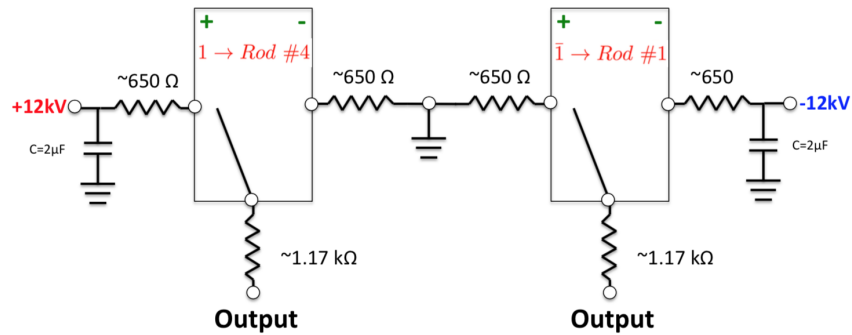 + -
+ -
1 → Rod #4
1̄ → Rod #1
~650 Ω
~650 Ω
~650 Ω
~650
+12kV
-12kV
C=2µF
C=2µF
~1.17 kΩ
~1.17 kΩ
Output
Output